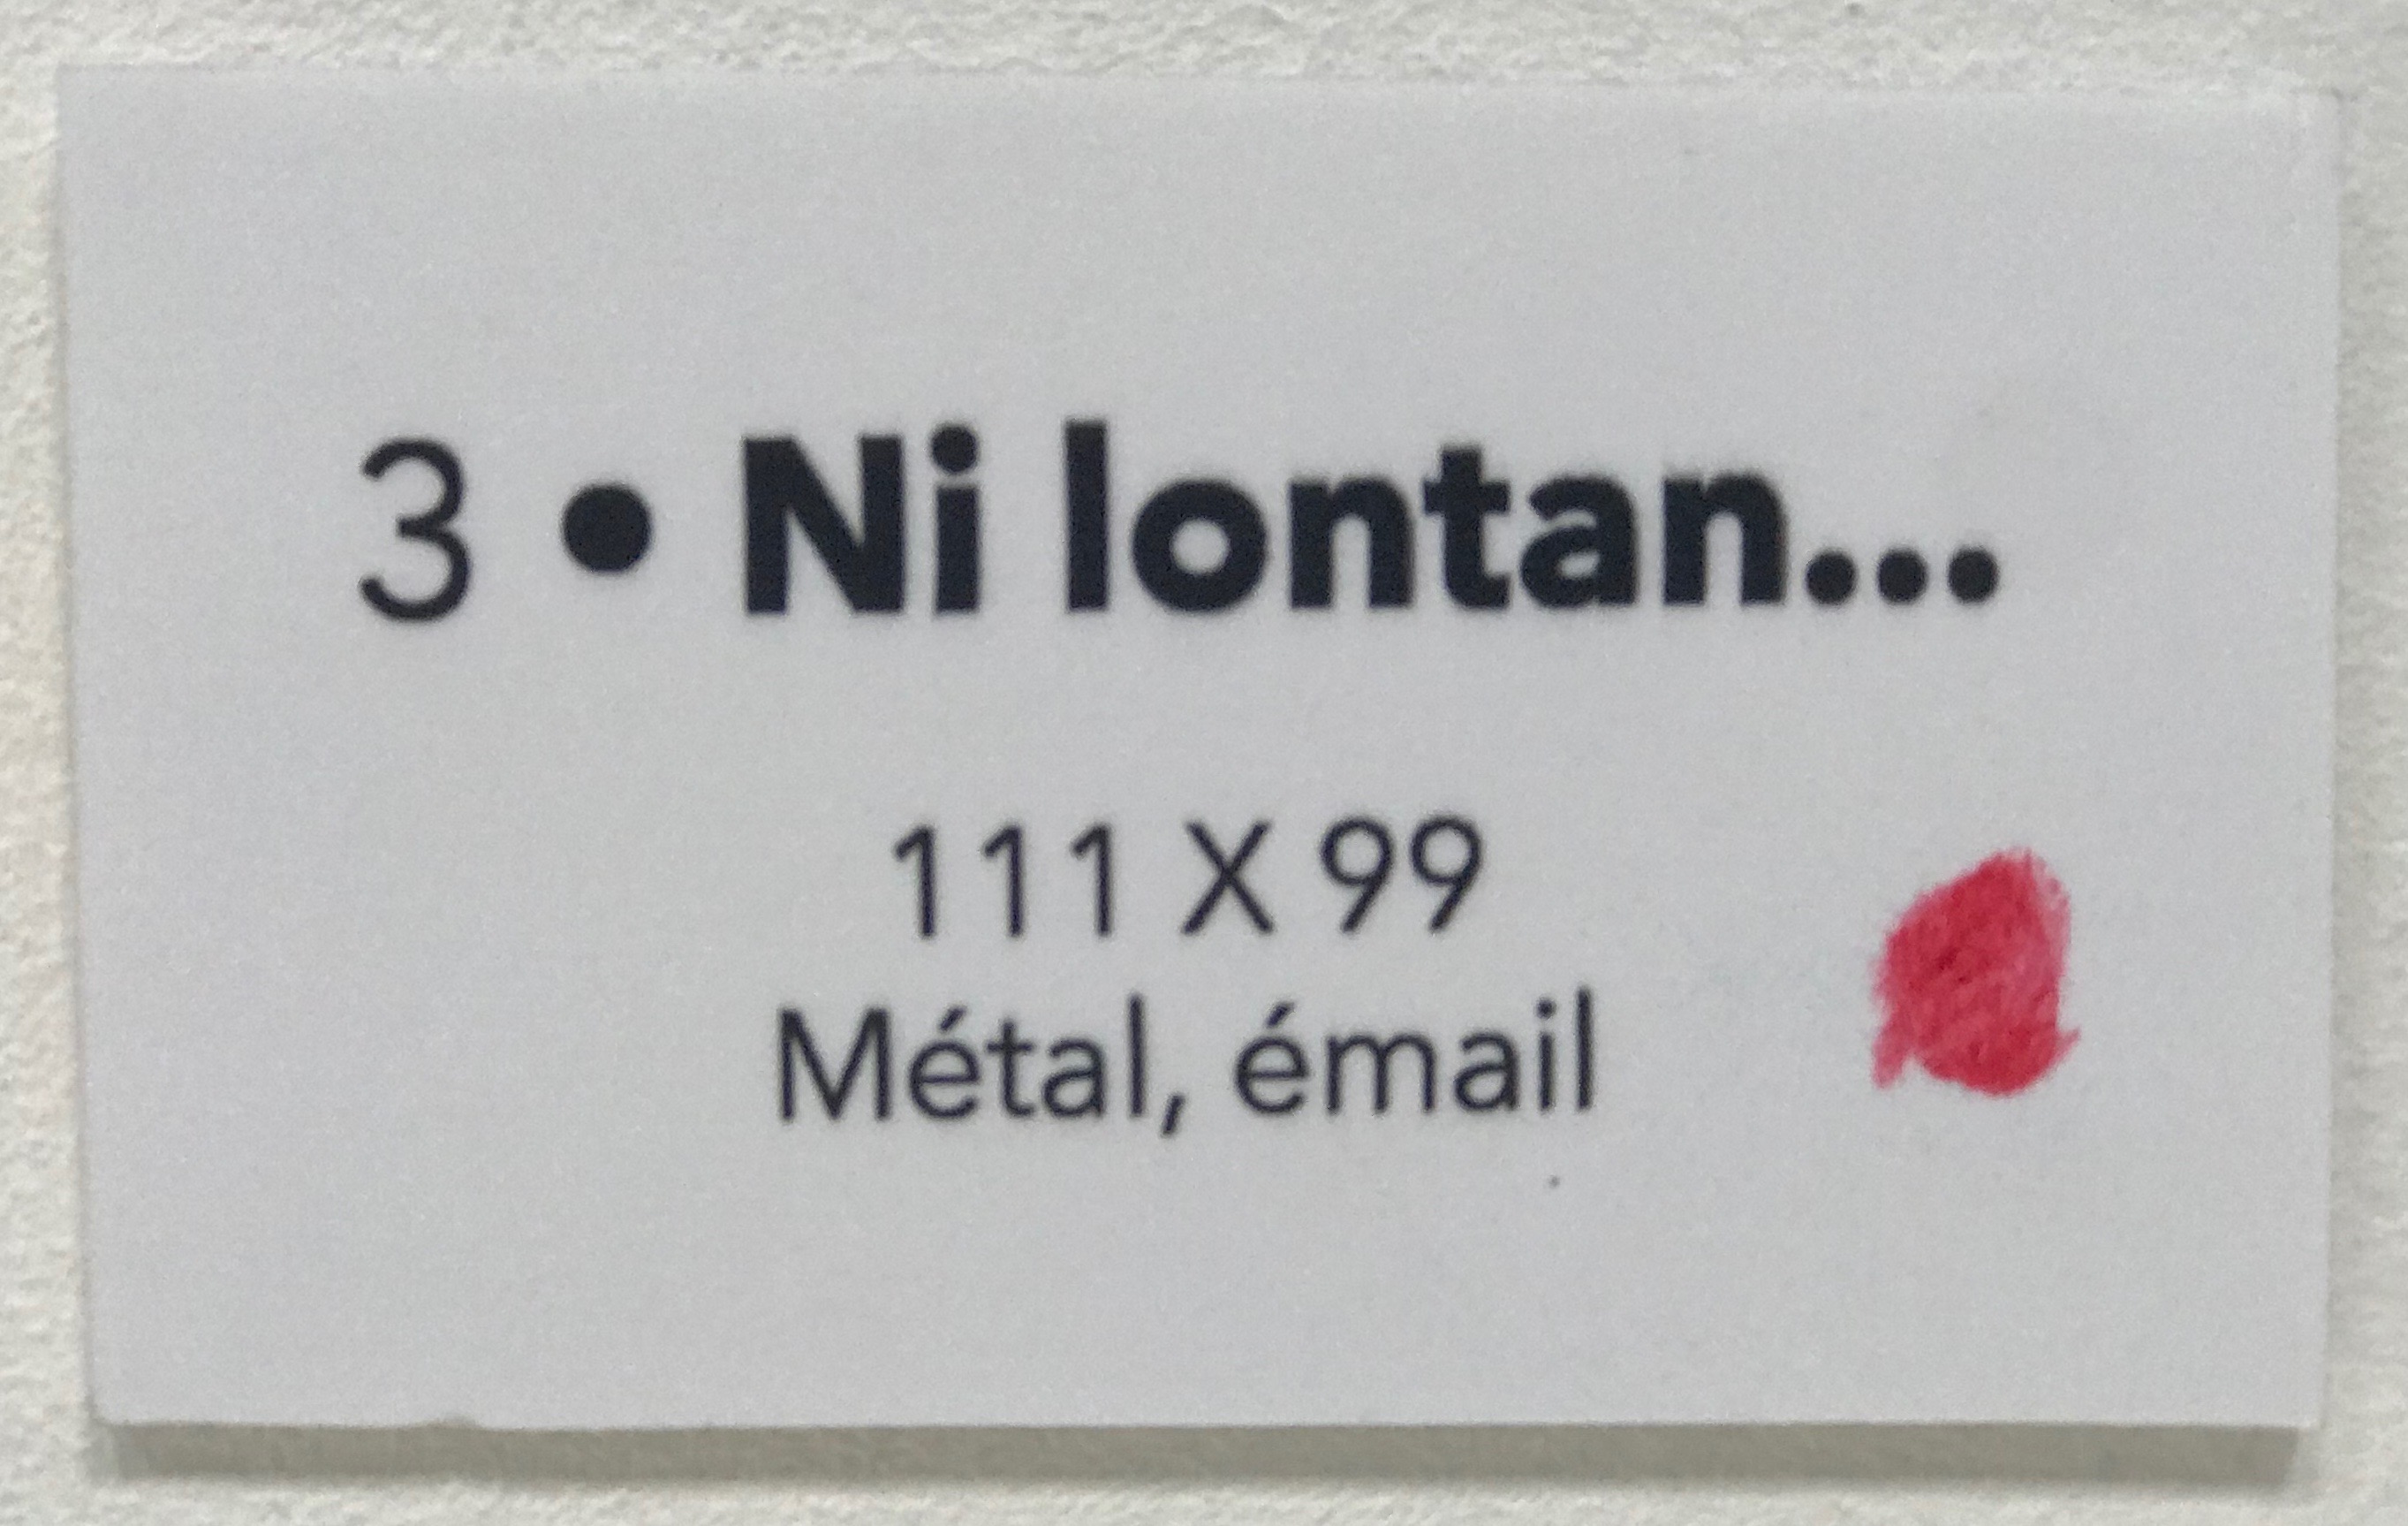 3 • Ni lontan...
111 X 99
Métal, émail